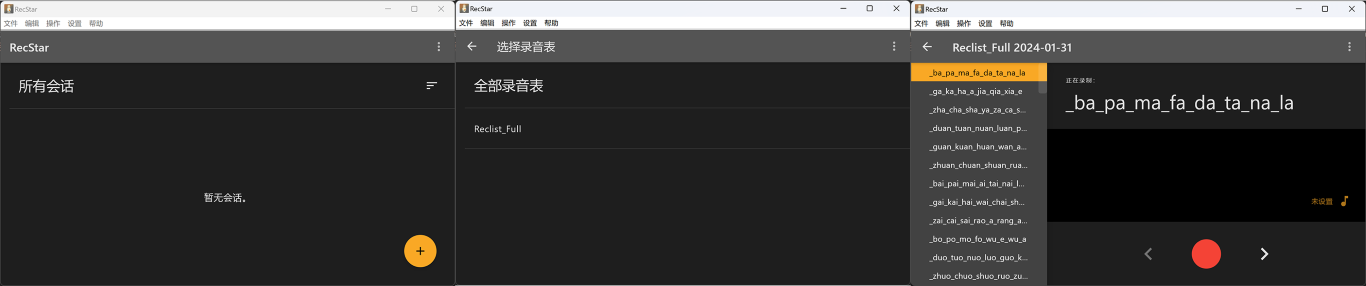 RecStar
文件 编辑 操作 设置 帮助
RecStar
所有会话
暂无会话。
+
RecStar
文件 编辑 操作 设置 帮助
选择录音表
全部录音表
Reclist_Full
RecStar
文件 编辑 操作 设置 帮助
Reclist_Full 2024-01-31
_ba_pa_ma_fa_da_ta_na_la
_ga_ka_ha_a_jia_qia_xia_e
_zha_cha_sha_ya_za_ca_s...
_duan_tuan_nuan_luan_p...
_guan_kuan_huan_wan_a...
_zhuan_chuan_shuan_rua...
_bai_pai_mai_ai_tai_nai_l...
_gai_kai_hai_wai_chai_sh...
_zai_cai_sai_rao_a_rang_a...
_bo_po_mo_fo_wu_e_wu_a
_duo_tuo_nuo_luo_guo_k...
_zhuo_chuo_shuo_ruo_zu...
正在录制：
_ba_pa_ma_fa_da_ta_na_la
未设置